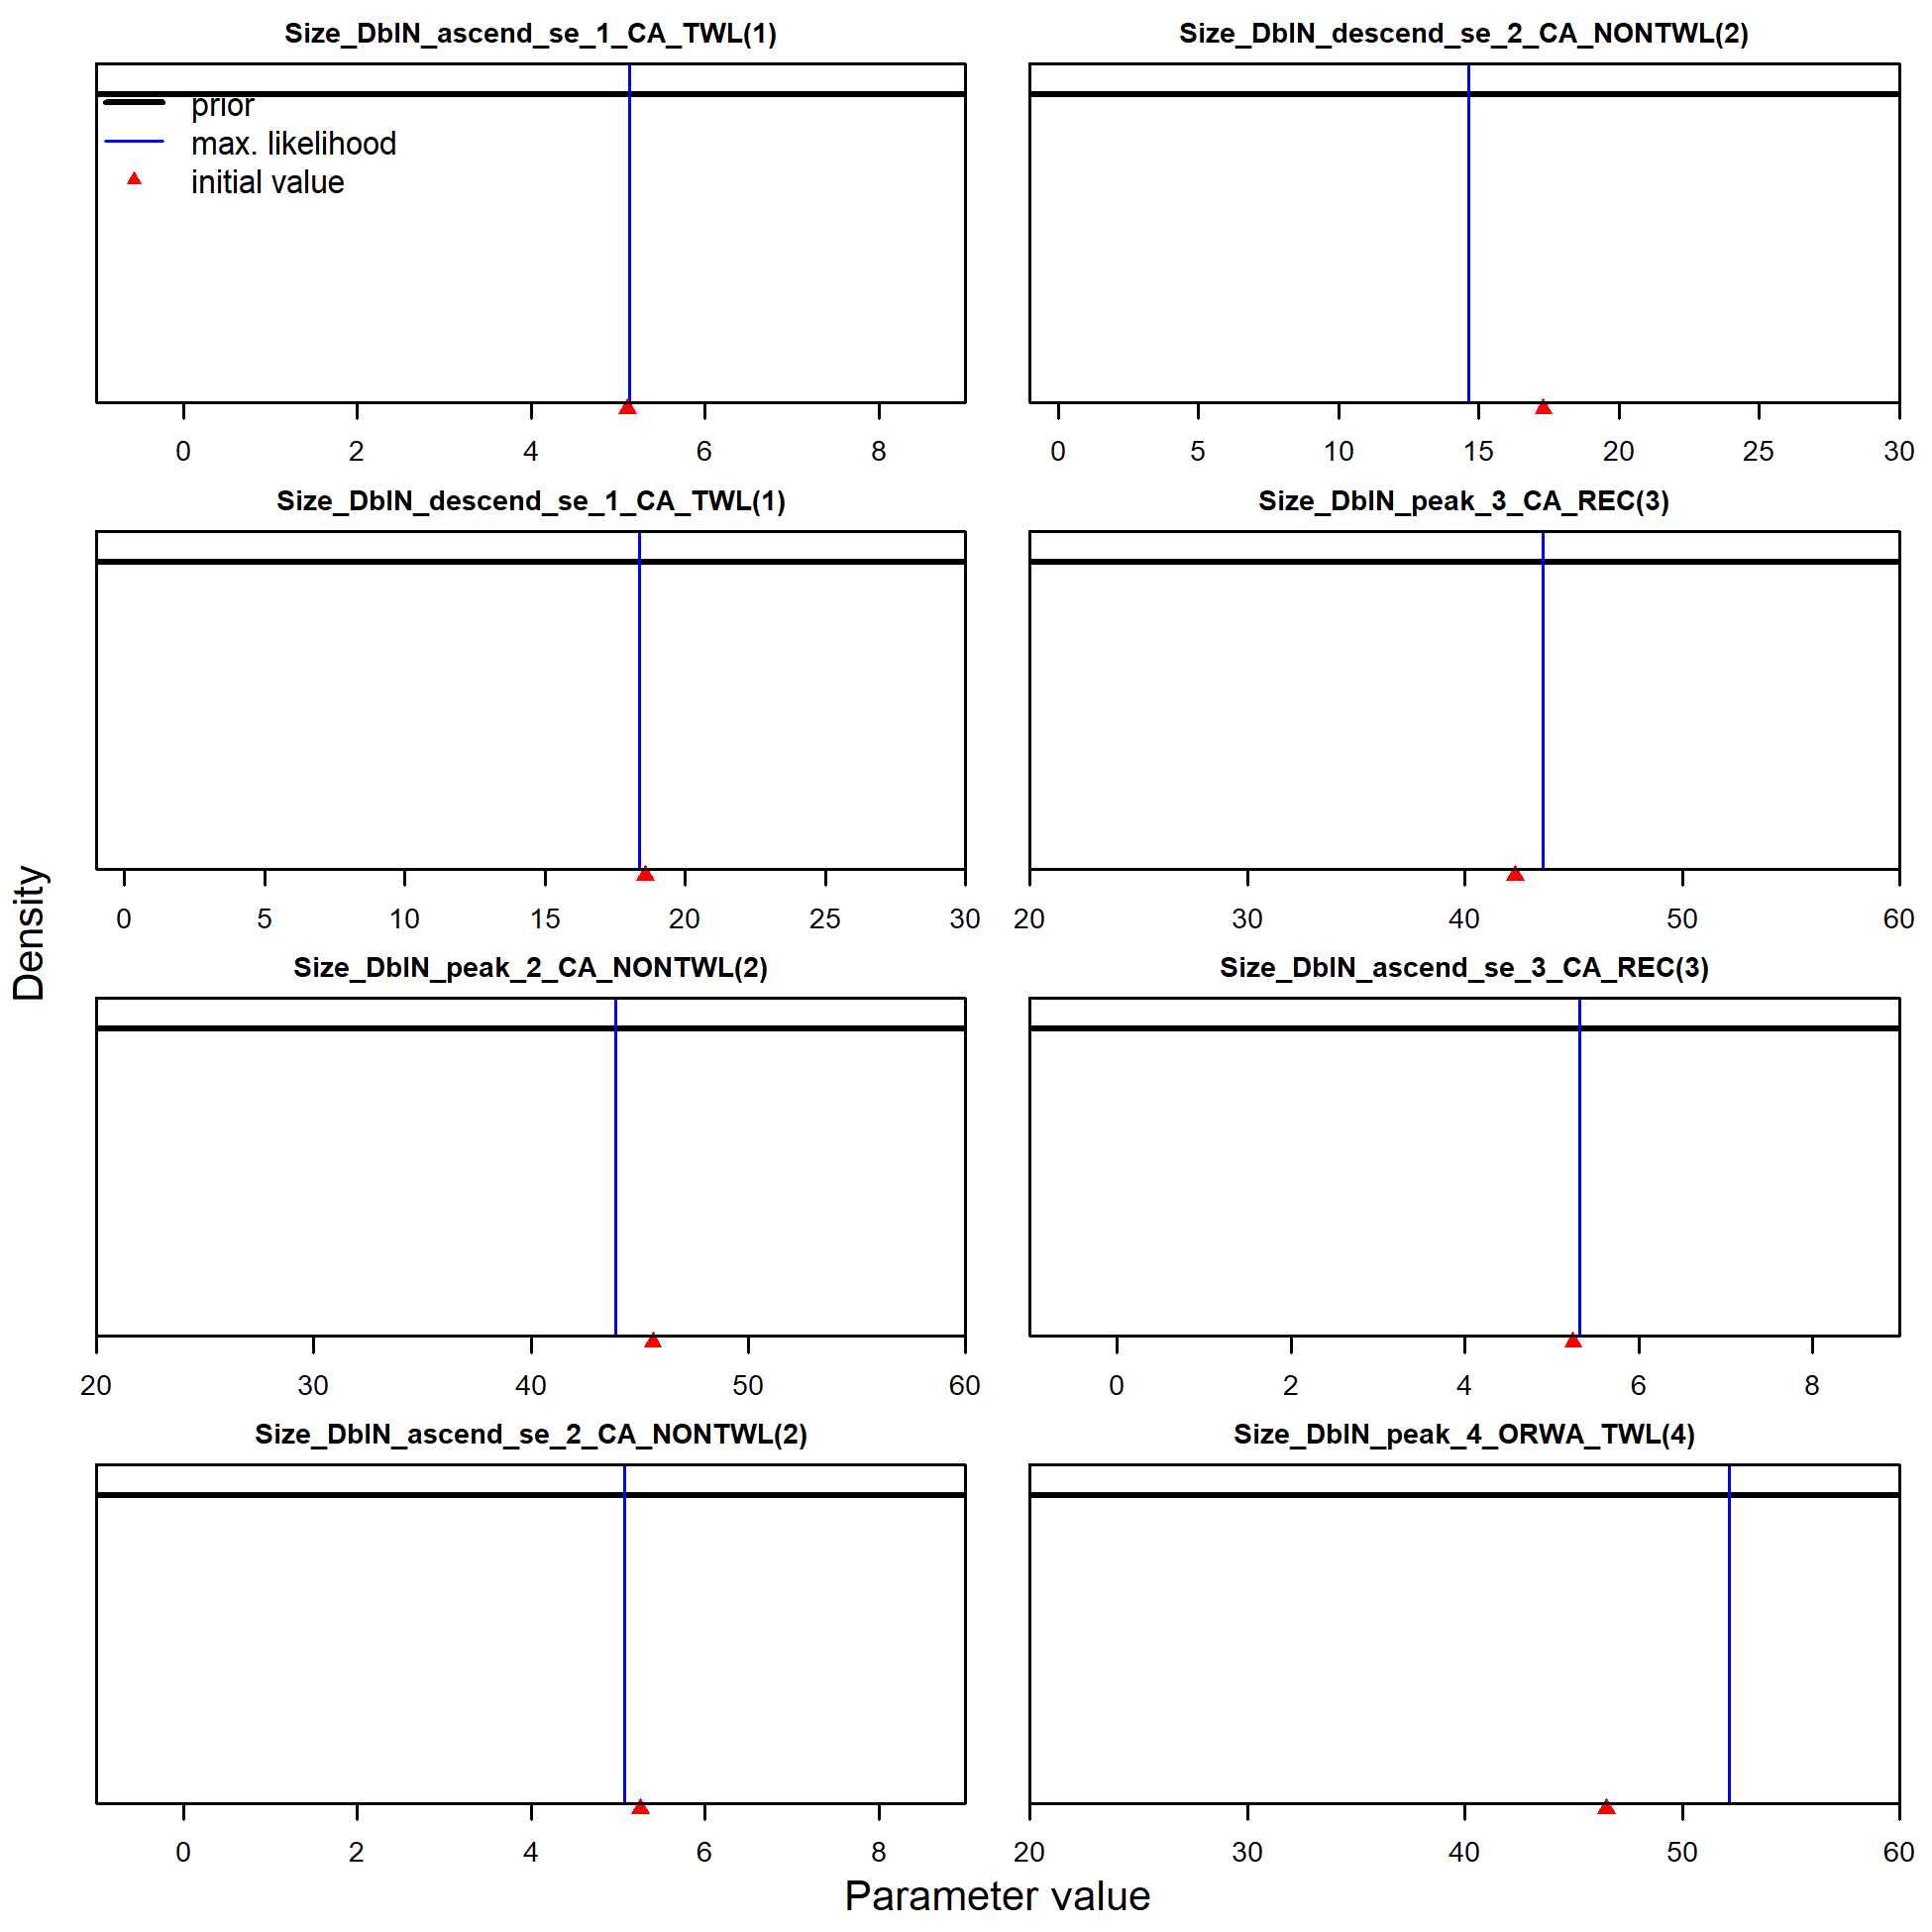 Size_DblN_ascend_se_1_CA_TWL(1)
prior
max. likelihood
initial value
0 2 4 6 8
Size_DblN_descend_se_2_CA_NONTWL(2)
0 5 10 15 20 25 30
Size_DblN_descend_se_1_CA_TWL(1)
0 5 10 15 20 25 30
Size_DblN_peak_3_CA_REC(3)
20 30 40 50 60
Size_DblN_peak_2_CA_NONTWL(2)
20 30 40 50 60
Size_DblN_ascend_se_3_CA_REC(3)
0 2 4 6 8
Size_DblN_ascend_se_2_CA_NONTWL(2)
0 2 4 6 8
Size_DblN_peak_4_ORWA_TWL(4)
20 30 40 50 60
Density
Parameter value